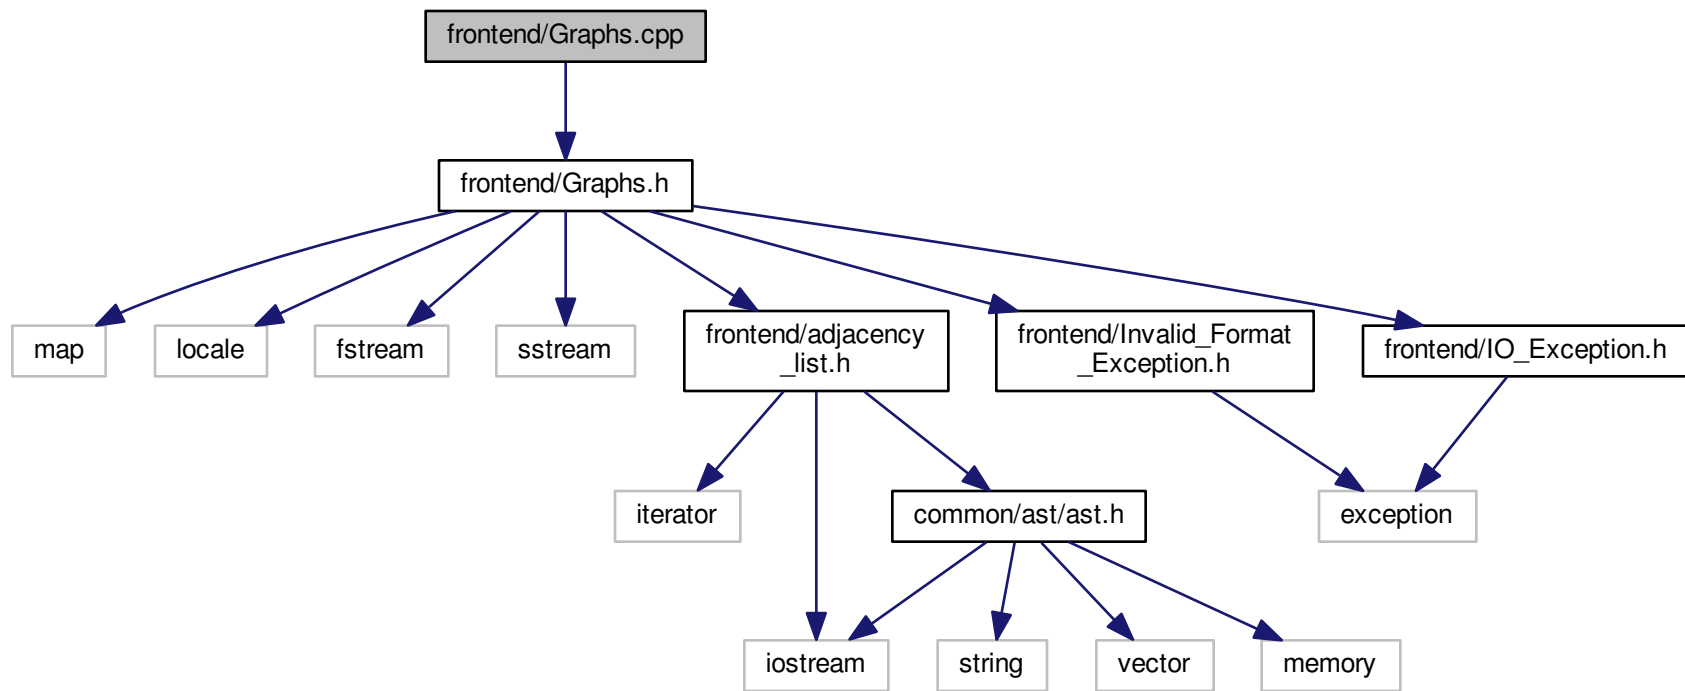 frontend/Graphs.cpp
frontend/Graphs.h
map
locale
fstream
sstream
frontend/adjacency
_list.h
frontend/Invalid_Format
_Exception.h
frontend/IO_Exception.h
iterator
common/ast/ast.h
exception
iostream
string
vector
memory